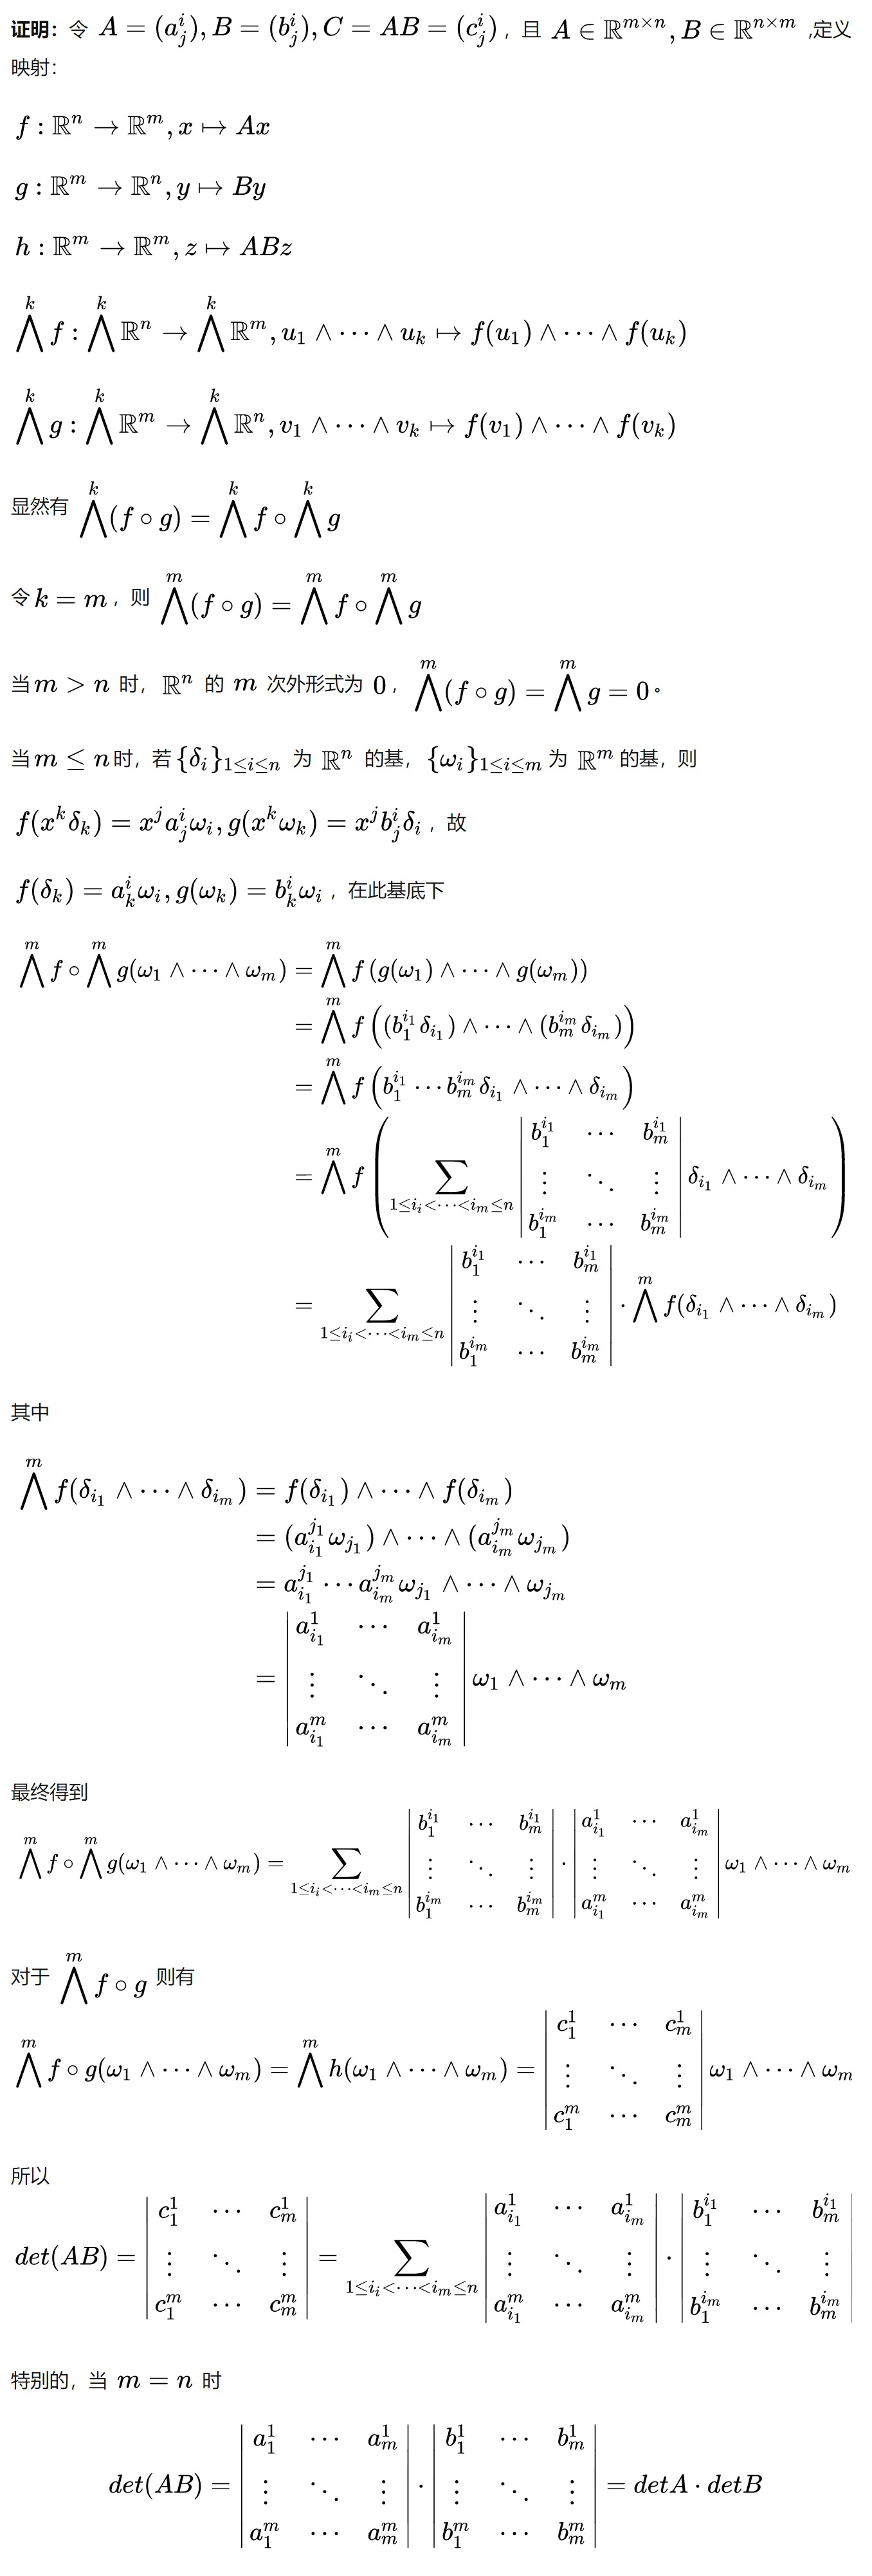 证明：令 $A=(a^i_j),B=(b^i_j),C=AB=(c^i_j)$，且 $A\in\mathbb{R}^{m\times n},B\in\mathbb{R}^{n\times m}$ ,定义
映射：
$f:\mathbb{R}^n\to\mathbb{R}^m,x\mapsto Ax$
$g:\mathbb{R}^m\to\mathbb{R}^n,y\mapsto By$
$h:\mathbb{R}^m\to\mathbb{R}^m,z\mapsto ABz$
$\bigwedge^k f:\bigwedge^k\mathbb{R}^n\to\bigwedge^k\mathbb{R}^m,u_1\wedge\cdots\wedge u_k\mapsto f(u_1)\wedge\cdots\wedge f(u_k)$
$\bigwedge^k g:\bigwedge^k\mathbb{R}^m\to\bigwedge^k\mathbb{R}^n,v_1\wedge\cdots\wedge v_k\mapsto f(v_1)\wedge\cdots\wedge f(v_k)$
显然有 $\bigwedge^k(f\circ g)=\bigwedge^k f\circ\bigwedge^k g$
令 $k=m$，则 $\bigwedge^m(f\circ g)=\bigwedge^m f\circ\bigwedge^m g$
当 $m>n$ 时，$\mathbb{R}^n$ 的 $m$ 次外形式为 $0$，$\bigwedge^m(f\circ g)=\bigwedge^m g=0$。
当 $m\leq n$ 时，若 $\{\delta_i\}_{1\leq i\leq n}$ 为 $\mathbb{R}^n$ 的基，$\{\omega_i\}_{1\leq i\leq m}$ 为 $\mathbb{R}^m$ 的基，则
$f(x^k\delta_k)=x^ja^i_j\omega_i,g(x^k\omega_k)=x^jb^i_j\delta_i$，故
$f(\delta_k)=a^i_k\omega_i,g(\omega_k)=b^i_k\omega_i$，在此基底下
$\bigwedge^m f\circ\bigwedge^m g(\omega_1\wedge\cdots\wedge\omega_m)=\bigwedge^m f(g(\omega_1)\wedge\cdots\wedge g(\omega_m))$
$=\bigwedge^m f\left((b^{i_1}_1\delta_{i_1})\wedge\cdots\wedge(b^{i_m}_m\delta_{i_m})\right)$
$=\bigwedge^m f\left(b^{i_1}_1\cdots b^{i_m}_m\delta_{i_1}\wedge\cdots\wedge\delta_{i_m}\right)$
$=\bigwedge^m f\left(\sum_{1\leq i_i<\cdots<i_m\leq n}\begin{vmatrix}b^{i_1}_1&\cdots&b^{i_1}_m\\\vdots&\ddots&\vdots\\b^{i_m}_1&\cdots&b^{i_m}_m\end{vmatrix}\delta_{i_1}\wedge\cdots\wedge\delta_{i_m}\right)$
$=\sum_{1\leq i_i<\cdots<i_m\leq n}\begin{vmatrix}b^{i_1}_1&\cdots&b^{i_1}_m\\\vdots&\ddots&\vdots\\b^{i_m}_1&\cdots&b^{i_m}_m\end{vmatrix}\cdot\bigwedge^m f(\delta_{i_1}\wedge\cdots\wedge\delta_{i_m})$
其中
$\bigwedge^m f(\delta_{i_1}\wedge\cdots\wedge\delta_{i_m})=f(\delta_{i_1})\wedge\cdots\wedge f(\delta_{i_m})$
$=(a^{j_1}_{i_1}\omega_{j_1})\wedge\cdots\wedge(a^{j_m}_{i_m}\omega_{j_m})$
$=a^{j_1}_{i_1}\cdots a^{j_m}_{i_m}\omega_{j_1}\wedge\cdots\wedge\omega_{j_m}$
$=\begin{vmatrix}a^1_{i_1}&\cdots&a^1_{i_m}\\\vdots&\ddots&\vdots\\a^m_{i_1}&\cdots&a^m_{i_m}\end{vmatrix}\omega_1\wedge\cdots\wedge\omega_m$
最终得到
$\bigwedge^m f\circ\bigwedge^m g(\omega_1\wedge\cdots\wedge\omega_m)=\sum_{1\leq i_i<\cdots<i_m\leq n}\begin{vmatrix}b^{i_1}_1&\cdots&b^{i_1}_m\\\vdots&\ddots&\vdots\\b^{i_m}_1&\cdots&b^{i_m}_m\end{vmatrix}\cdot\begin{vmatrix}a^1_{i_1}&\cdots&a^1_{i_m}\\\vdots&\ddots&\vdots\\a^m_{i_1}&\cdots&a^m_{i_m}\end{vmatrix}\omega_1\wedge\cdots\wedge\omega_m$
对于 $\bigwedge^m f\circ g$ 则有
$\bigwedge^m f\circ g(\omega_1\wedge\cdots\wedge\omega_m)=\bigwedge^m h(\omega_1\wedge\cdots\wedge\omega_m)=\begin{vmatrix}c^1_1&\cdots&c^1_m\\\vdots&\ddots&\vdots\\c^m_1&\cdots&c^m_m\end{vmatrix}\omega_1\wedge\cdots\wedge\omega_m$
所以
$det(AB)=\begin{vmatrix}c^1_1&\cdots&c^1_m\\\vdots&\ddots&\vdots\\c^m_1&\cdots&c^m_m\end{vmatrix}=\sum_{1\leq i_i<\cdots<i_m\leq n}\begin{vmatrix}a^1_{i_1}&\cdots&a^1_{i_m}\\\vdots&\ddots&\vdots\\a^m_{i_1}&\cdots&a^m_{i_m}\end{vmatrix}\cdot\begin{vmatrix}b^{i_1}_1&\cdots&b^{i_1}_m\\\vdots&\ddots&\vdots\\b^{i_m}_1&\cdots&b^{i_m}_m\end{vmatrix}$
特别的，当 $m=n$ 时
$det(AB)=\begin{vmatrix}a^1_1&\cdots&a^1_m\\\vdots&\ddots&\vdots\\a^m_1&\cdots&a^m_m\end{vmatrix}\cdot\begin{vmatrix}b^1_1&\cdots&b^1_m\\\vdots&\ddots&\vdots\\b^m_1&\cdots&b^m_m\end{vmatrix}=detA\cdot detB$